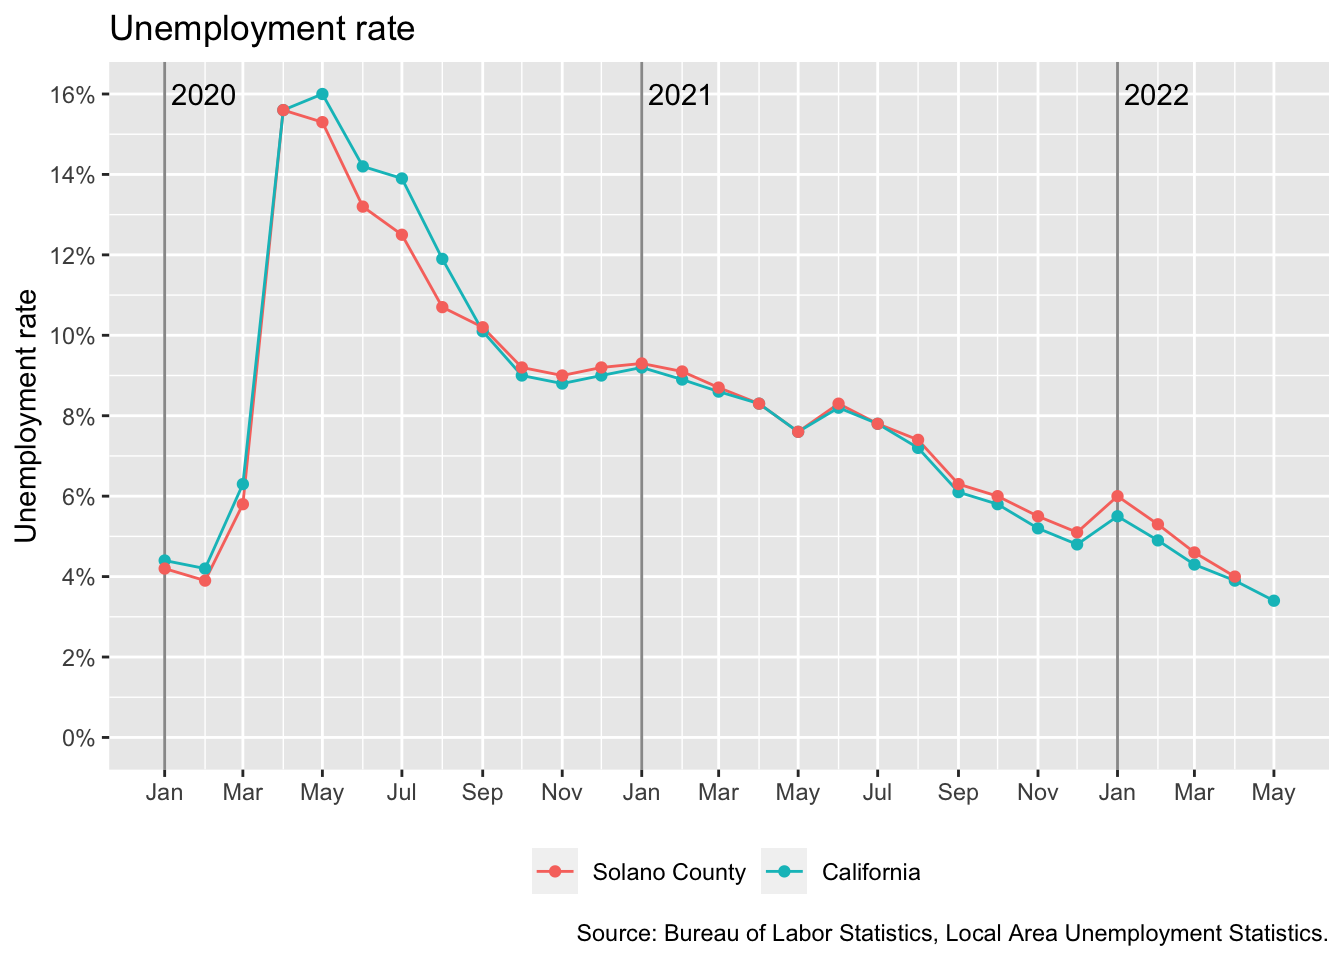 Unemployment rate
Unemployment rate
16%
14%
12%
10%
8%
6%
4%
2%
0%
2020 2021 2022
Jan Mar May Jul Sep Nov Jan Mar May Jul Sep Nov Jan Mar May
Solano County California
Source: Bureau of Labor Statistics, Local Area Unemployment Statistics.